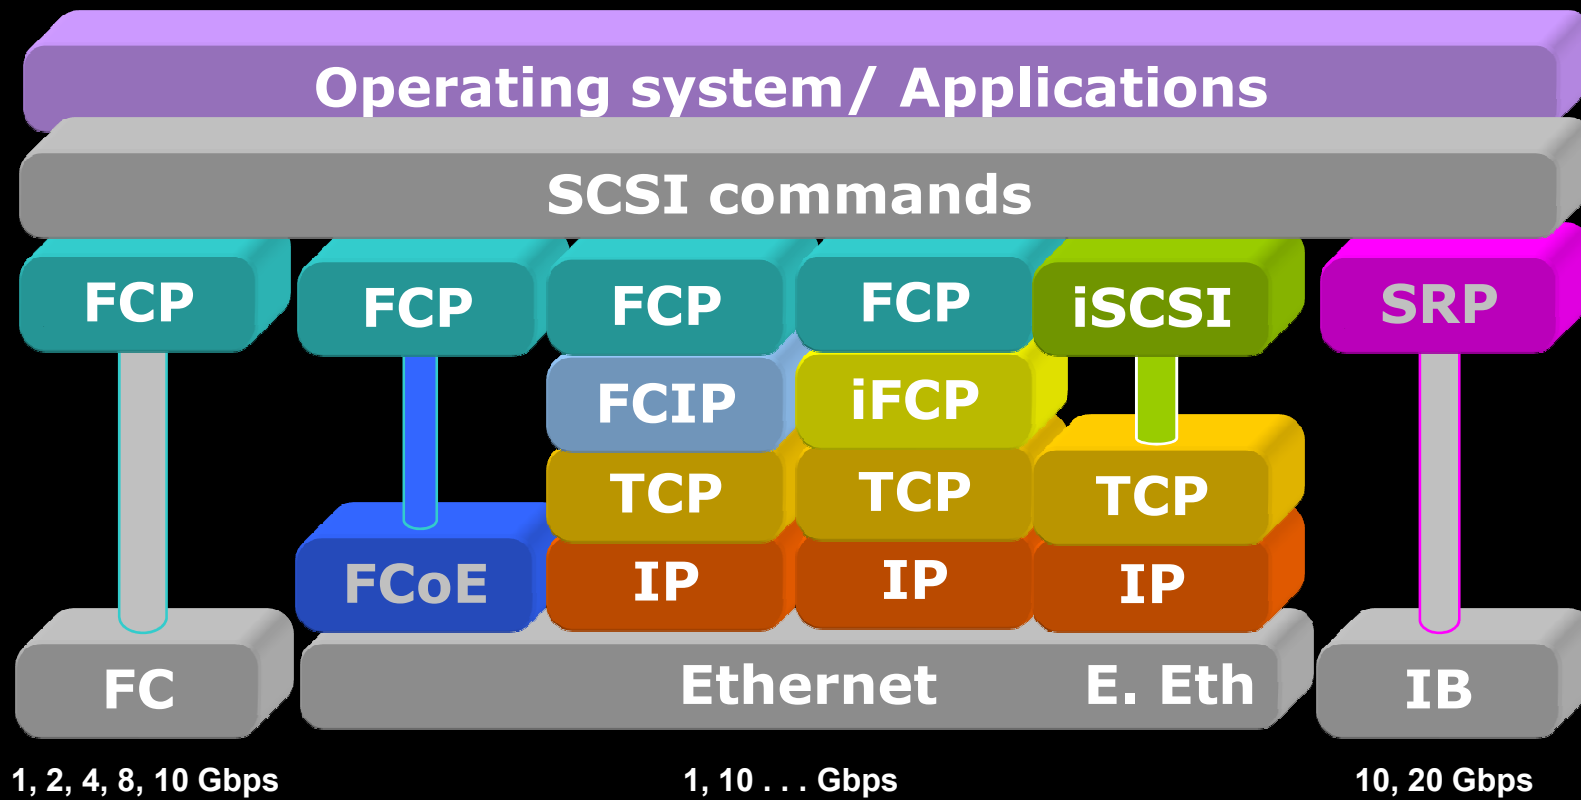 Operating system/ Applications
SCSI commands
FCP FCP FCP FCP iSCSI SRP
FCIP iFCP
TCP TCP TCP
FCoE IP IP IP
FC Ethernet E. Eth IB
1, 2, 4, 8, 10 Gbps 1, 10 . . . Gbps 10, 20 Gbps